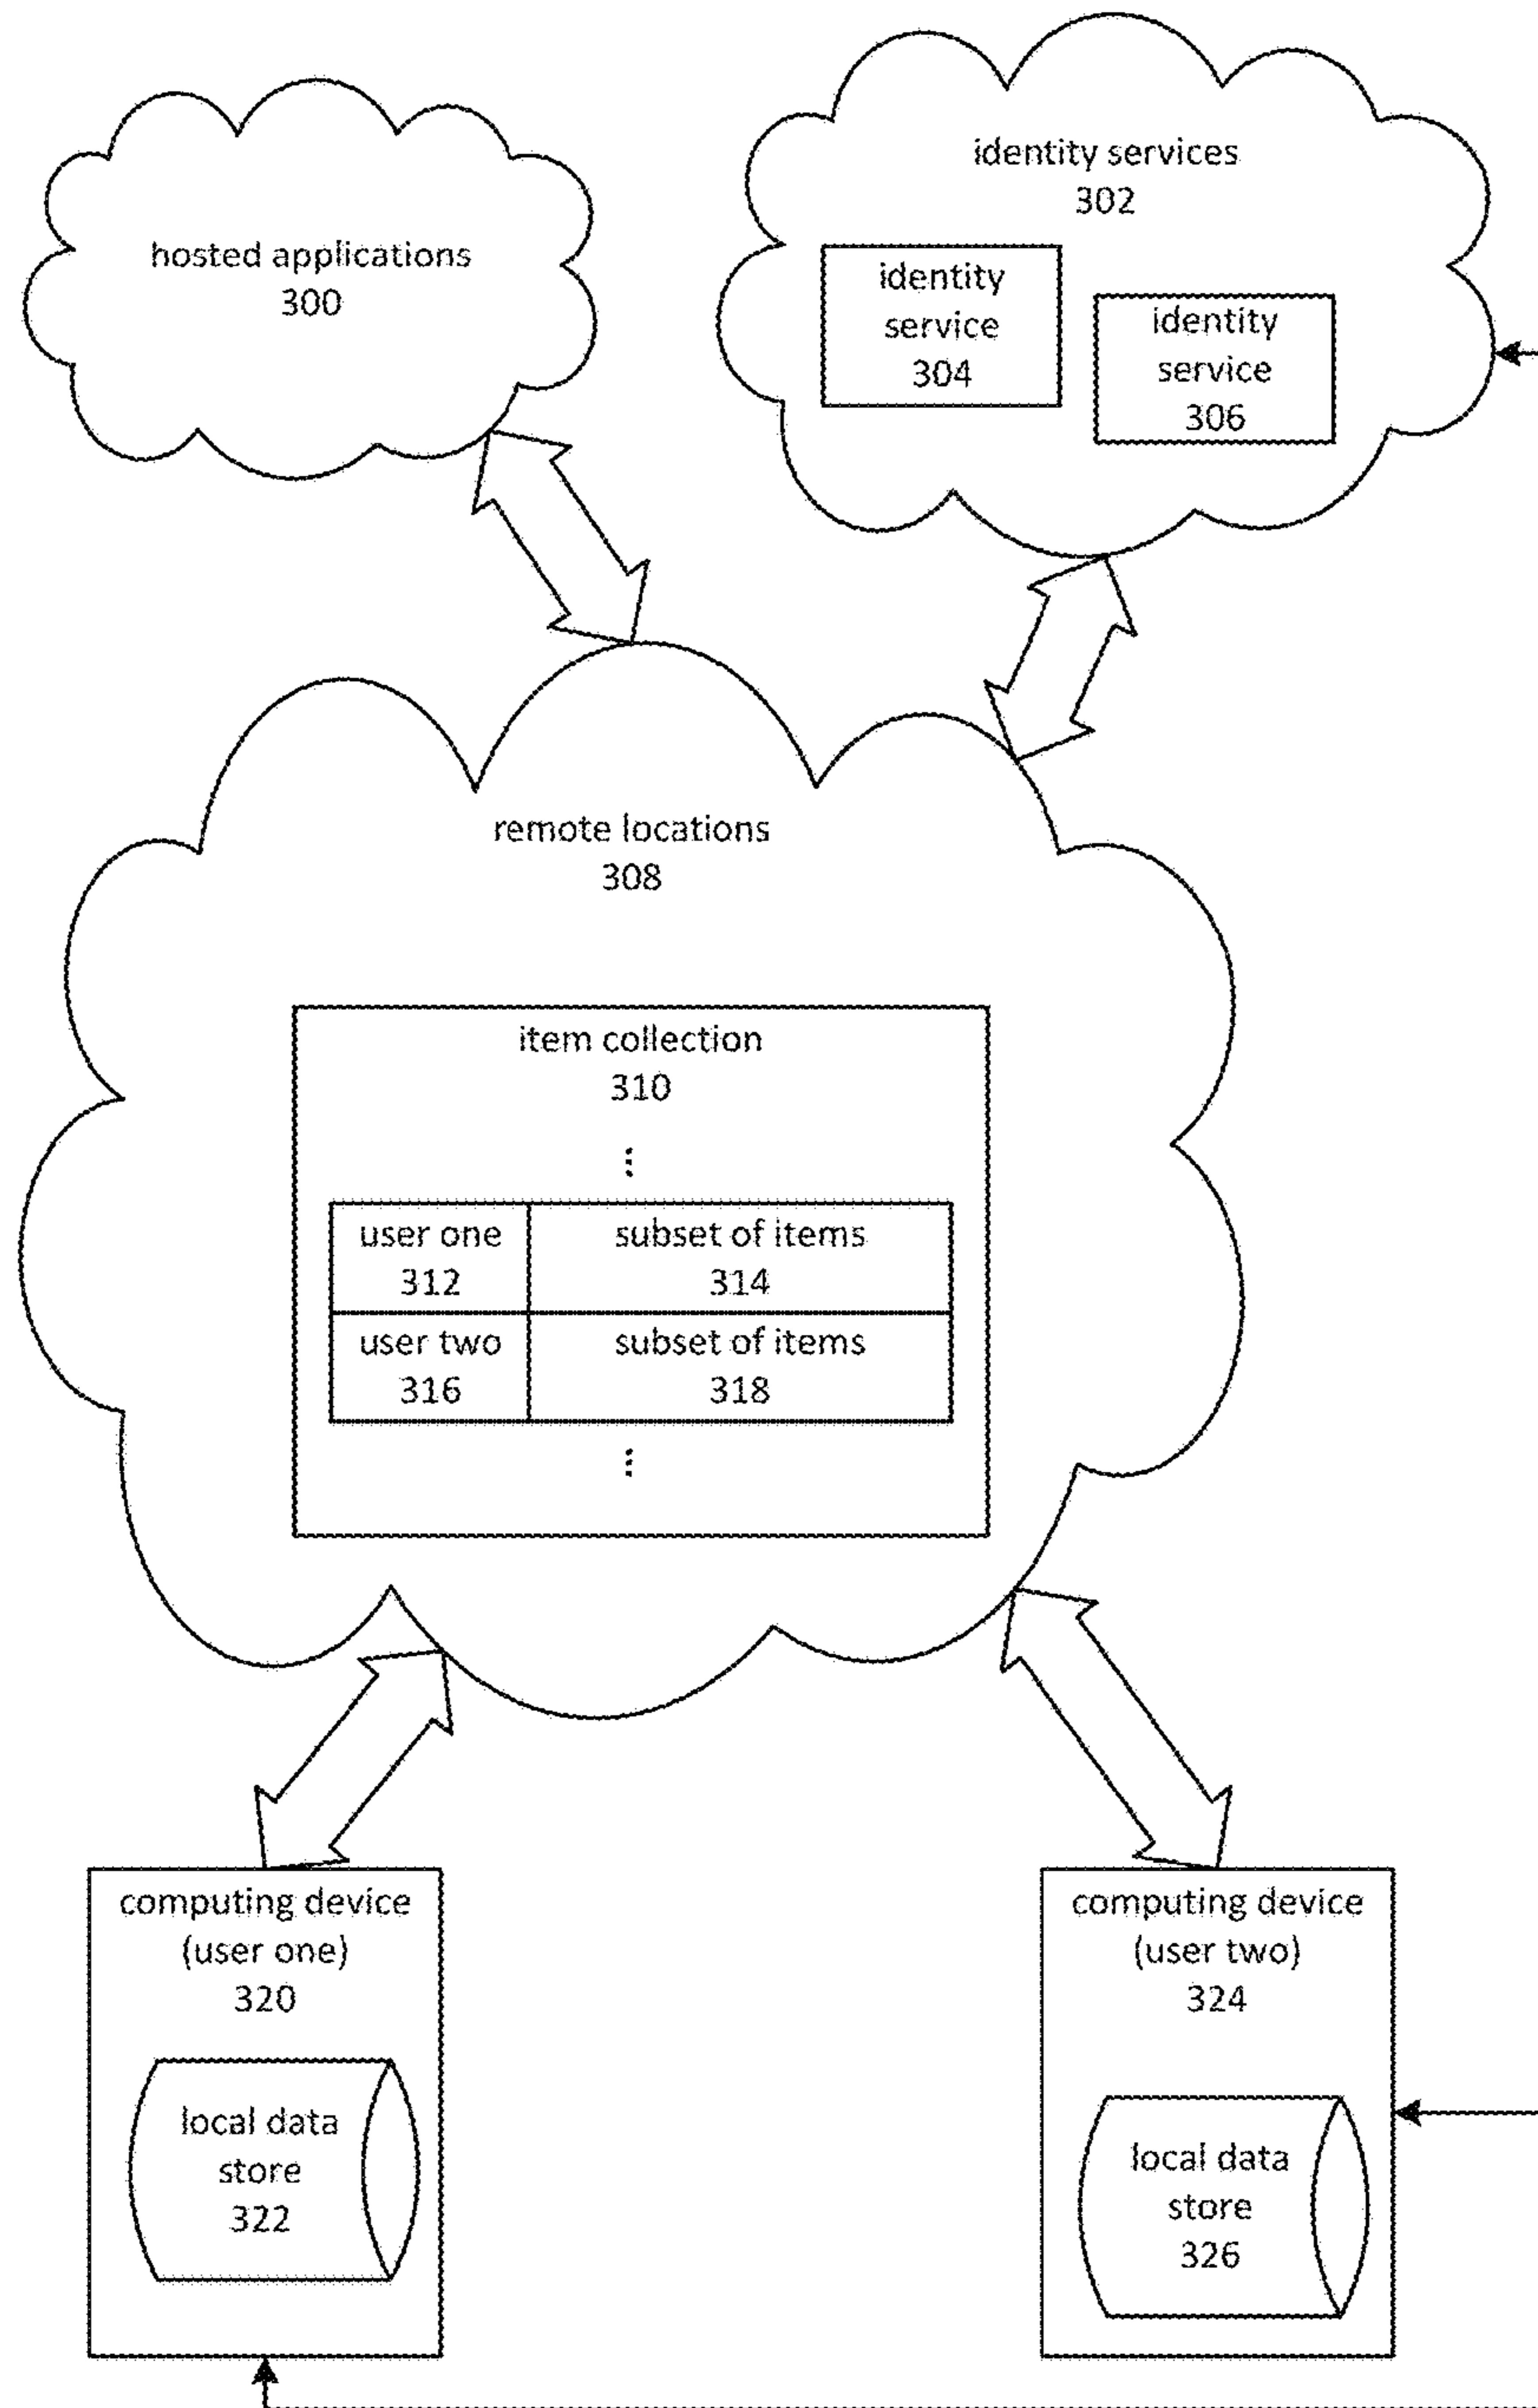 hosted applications
300
identity services
302
identity
service
304
identity
service
306
remote locations
308
item collection
310
⋮
user one
312
subset of items
314
user two
316
subset of items
318
⋮
computing device
(user one)
320
local data
store
322
computing device
(user two)
324
local data
store
326